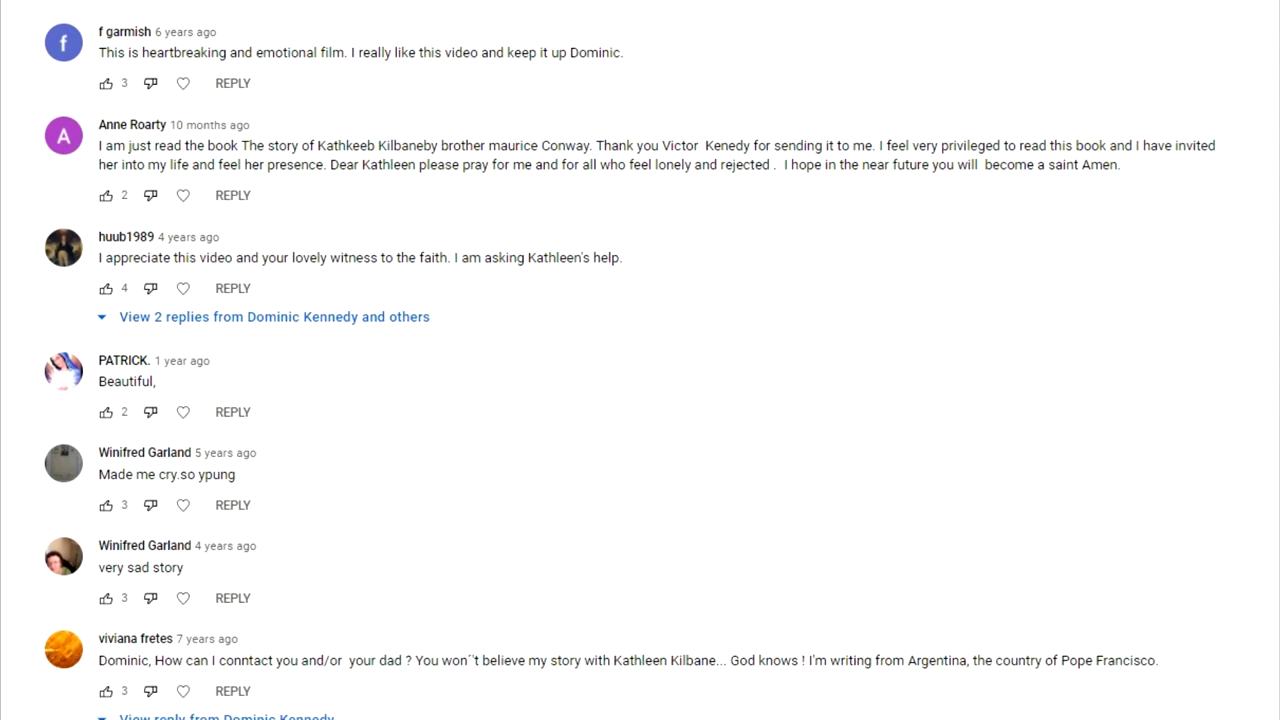 f garmish 6 years ago
This is heartbreaking and emotional film. I really like this video and keep it up Dominic.
3 REPLY
A
Anne Roarty 10 months ago
I am just read the book The story of Kathkeeb Kilbaneby brother maurice Conway. Thank you Victor  Kenedy for sending it to me. I feel very privileged to read this book and I have invited
her into my life and feel her presence. Dear Kathleen please pray for me and for all who feel lonely and rejected .  I hope in the near future you will  become a saint Amen.
2 REPLY
huub1989 4 years ago
I appreciate this video and your lovely witness to the faith. I am asking Kathleen's help.
4 REPLY
View 2 replies from Dominic Kennedy and others
PATRICK. 1 year ago
Beautiful,
2 REPLY
Winifred Garland 5 years ago
Made me cry.so ypung
3 REPLY
Winifred Garland 4 years ago
very sad story
3 REPLY
viviana fretes 7 years ago
Dominic, How can I conntact you and/or  your dad ? You won´'t believe my story with Kathleen Kilbane... God knows ! I'm writing from Argentina, the country of Pope Francisco.
3 REPLY
View reply from Dominic Kennedy